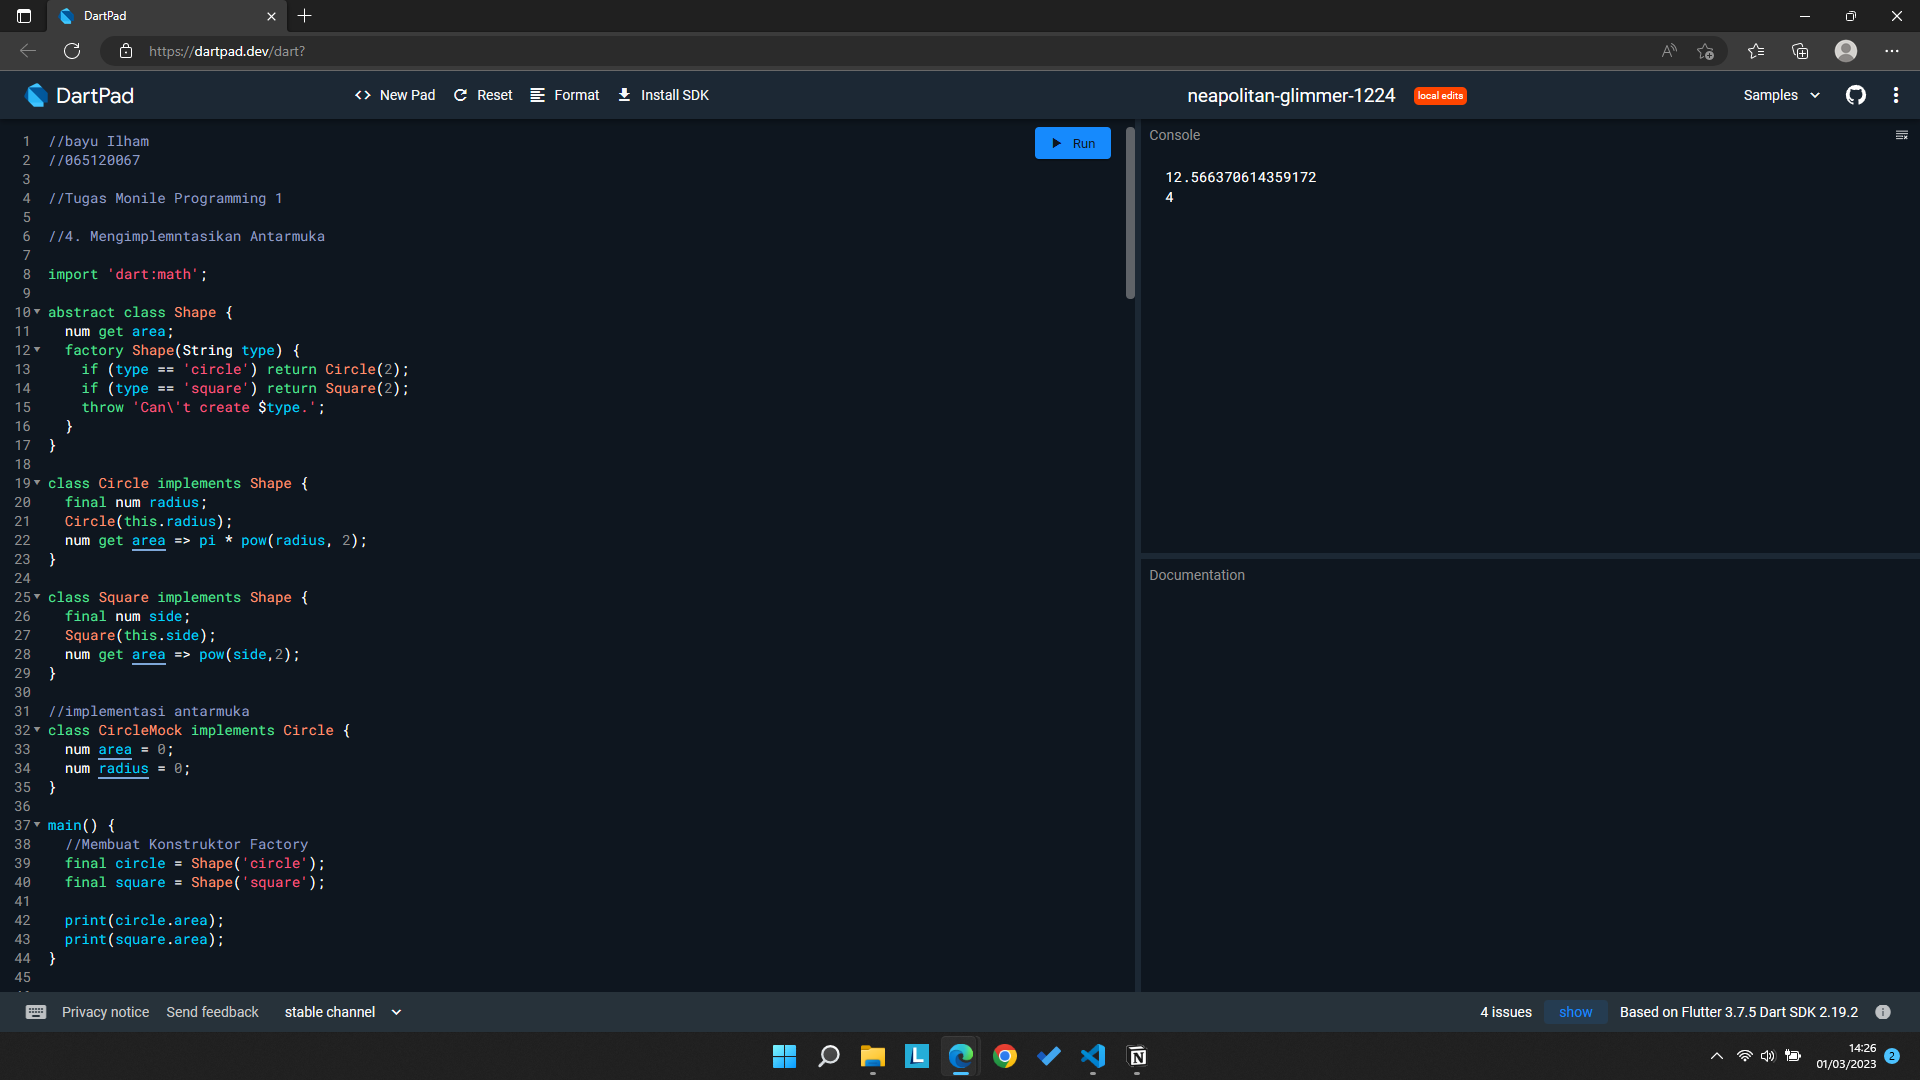 DartPad
https://dartpad.dev/dart?
DartPad
<> New Pad
Reset
Format
Install SDK
neapolitan-glimmer-1224
local edits
Samples
Run
1 //bayu Ilham
2 //065120067
3
4 //Tugas Monile Programming 1
5
6 //4. Mengimplemntasikan Antarmuka
7
8 import 'dart:math';
9
10 abstract class Shape {
11   num get area;
12   factory Shape(String type) {
13     if (type == 'circle') return Circle(2);
14     if (type == 'square') return Square(2);
15     throw 'Can\'t create $type.';
16   }
17 }
18
19 class Circle implements Shape {
20   final num radius;
21   Circle(this.radius);
22   num get area => pi * pow(radius, 2);
23 }
24
25 class Square implements Shape {
26   final num side;
27   Square(this.side);
28   num get area => pow(side,2);
29 }
30
31 //implementasi antarmuka
32 class CircleMock implements Circle {
33   num area = 0;
34   num radius = 0;
35 }
36
37 main() {
38   //Membuat Konstruktor Factory
39   final circle = Shape('circle');
40   final square = Shape('square');
41
42   print(circle.area);
43   print(square.area);
44 }
45
Console
12.566370614359172
4
Documentation
Privacy notice
Send feedback
stable channel
4 issues
show
Based on Flutter 3.7.5 Dart SDK 2.19.2
14:26
01/03/2023
2